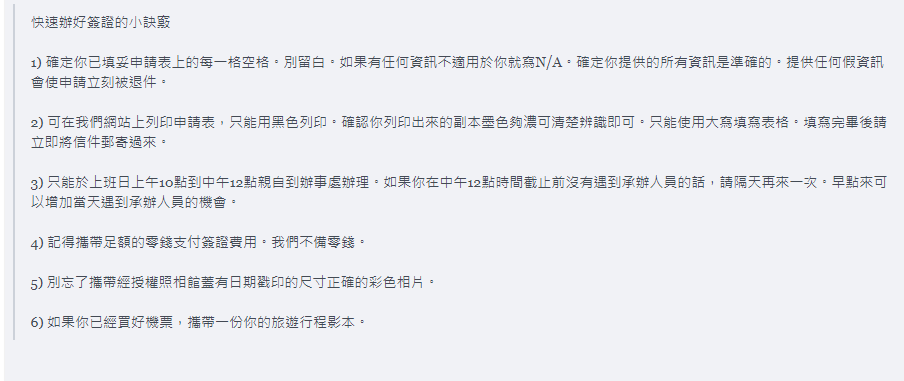 快速辦好簽證的小訣竅
1) 確定你已填妥申請表上的每一格空格。別留白。如果有任何資訊不適用於你就寫N/A。確定你提供的所有資訊是準確的。提供任何假資訊
會使申請立刻被退件。
2) 可在我們網站上列印申請表，只能用黑色列印。確認你列印出來的副本墨色夠濃可清楚辨識即可。只能使用大寫填寫表格。填寫完畢後請
立即將信件郵寄過來。
3) 只能於上班日上午10點到中午12點親自到辦事處辦理。如果你在中午12點時間截止前沒有遇到承辦人員的話，請隔天再來一次。早點來可
以增加當天遇到承辦人員的機會。
4) 記得攜帶足額的零錢支付簽證費用。我們不備零錢。
5) 別忘了攜帶經授權照相館蓋有日期戳印的尺寸正確的彩色相片。
6) 如果你已經買好機票，攜帶一份你的旅遊行程影本。